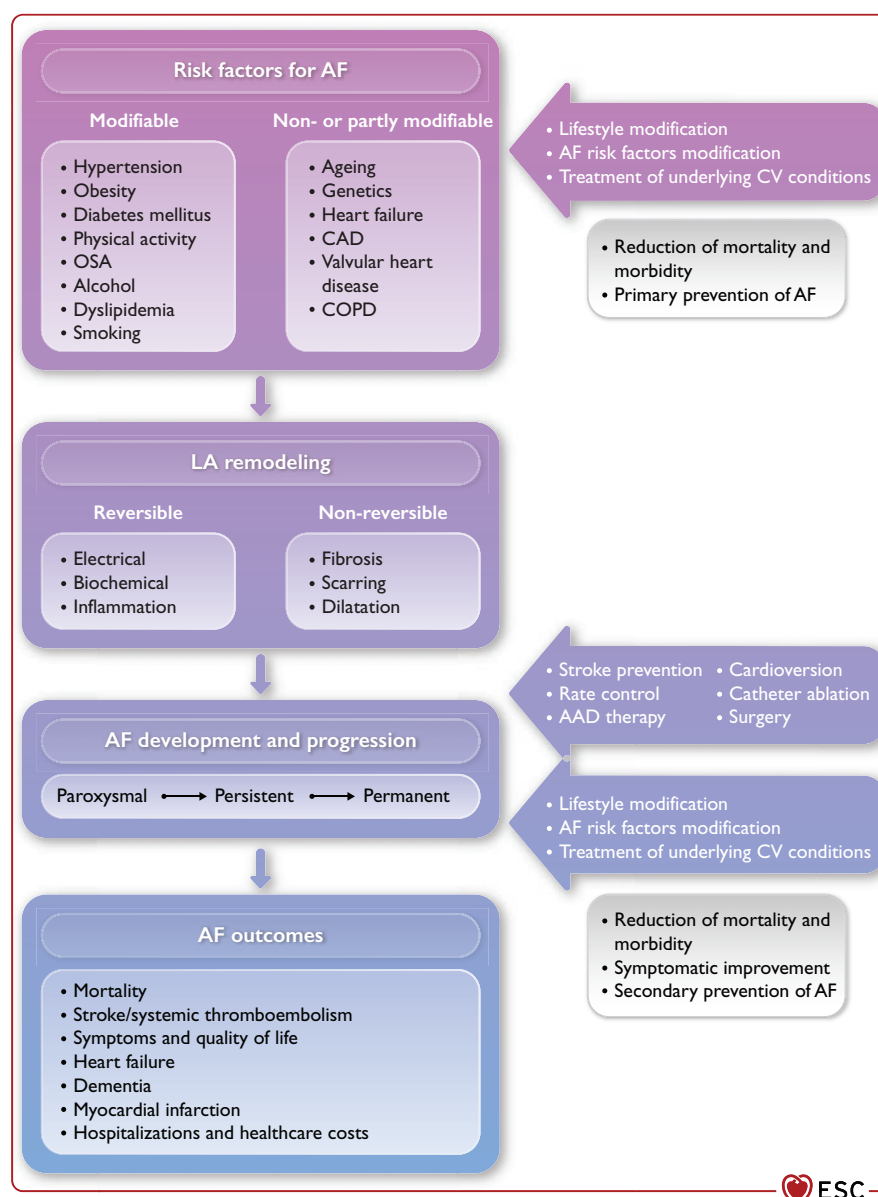 Risk factors for AF
Modifiable
• Hypertension
• Obesity
• Diabetes mellitus
• Physical activity
• OSA
• Alcohol
• Dyslipidemia
• Smoking
Non- or partly modifiable
• Ageing
• Genetics
• Heart failure
• CAD
• Valvular heart
disease
• COPD
• Lifestyle modification
• AF risk factors modification
• Treatment of underlying CV conditions
• Reduction of mortality and
morbidity
• Primary prevention of AF
LA remodeling
Reversible
• Electrical
• Biochemical
• Inflammation
Non-reversible
• Fibrosis
• Scarring
• Dilatation
• Stroke prevention
• Rate control
• AAD therapy
• Cardioversion
• Catheter ablation
• Surgery
AF development and progression
Paroxysmal Persistent Permanent
• Lifestyle modification
• AF risk factors modification
• Treatment of underlying CV conditions
• Reduction of mortality and
morbidity
• Symptomatic improvement
• Secondary prevention of AF
AF outcomes
• Mortality
• Stroke/systemic thromboembolism
• Symptoms and quality of life
• Heart failure
• Dementia
• Myocardial infarction
• Hospitalizations and healthcare costs
ESC